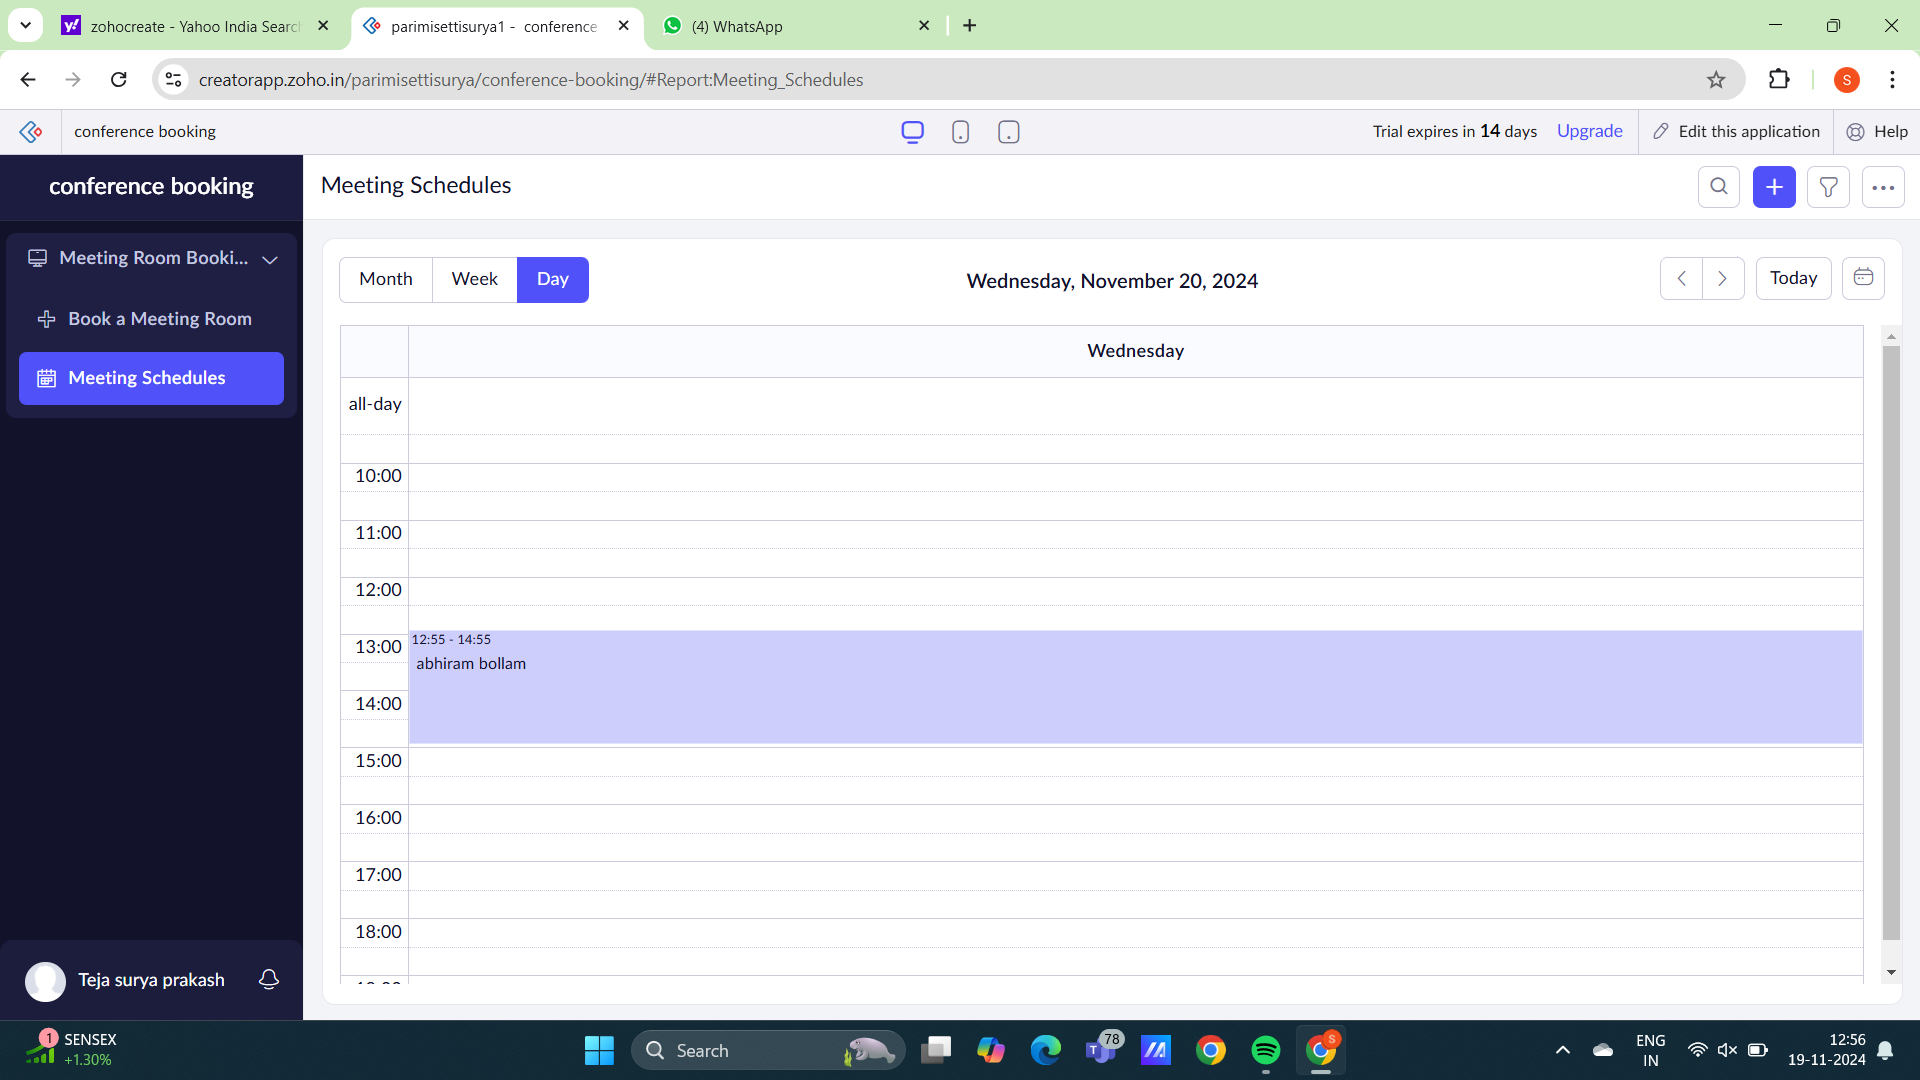 zohocreate - Yahoo India Searc
parimisettisurya1 - conference
(4) WhatsApp
creatorapp.zoho.in/parimisettisurya/conference-booking/#Report:Meeting_Schedules
S
conference booking
Trial expires in 14 days
Upgrade
Edit this application
Help
conference booking
Meeting Schedules
Meeting Room Booki...
Book a Meeting Room
Meeting Schedules
Month
Week
Day
Wednesday, November 20, 2024
Today
Wednesday
all-day
10:00
11:00
12:00
13:00
12:55 - 14:55
abhiram bollam
14:00
15:00
16:00
17:00
18:00
Teja surya prakash
1
SENSEX
+1.30%
Search
78
S
ENG
IN
12:56
19-11-2024